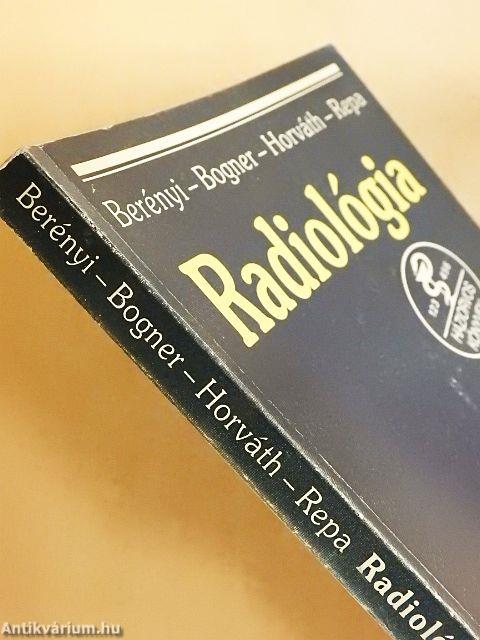 Berényi – Bogner – Horváth – Repa
Radiológia
Berényi – Bogner – Horváth – Repa Radioló
Antikvárium.hu